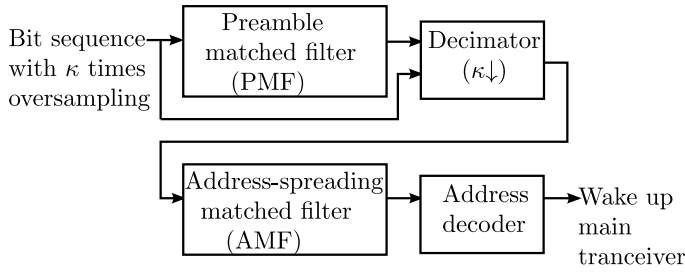 Bit sequence
with κ times
oversampling
Preamble
matched filter
(PMF)
Decimator
(κ↓)
Address-spreading
matched filter
(AMF)
Address
decoder
Wake up
main
tranceiver